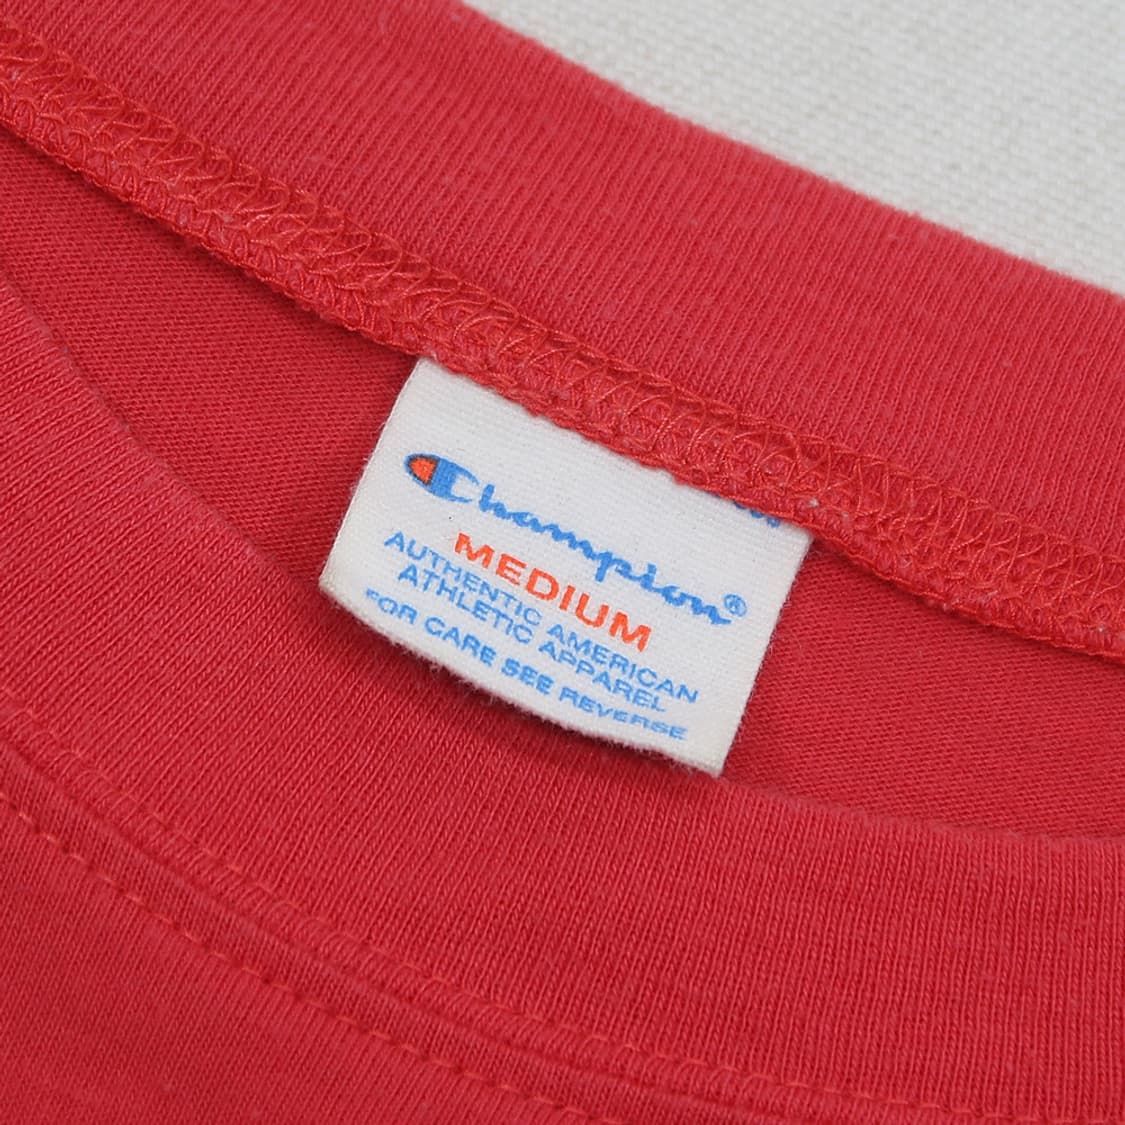 Champion®
MEDIUM
AUTHENTIC AMERICAN
ATHLETIC APPAREL
FOR CARE SEE REVERSE